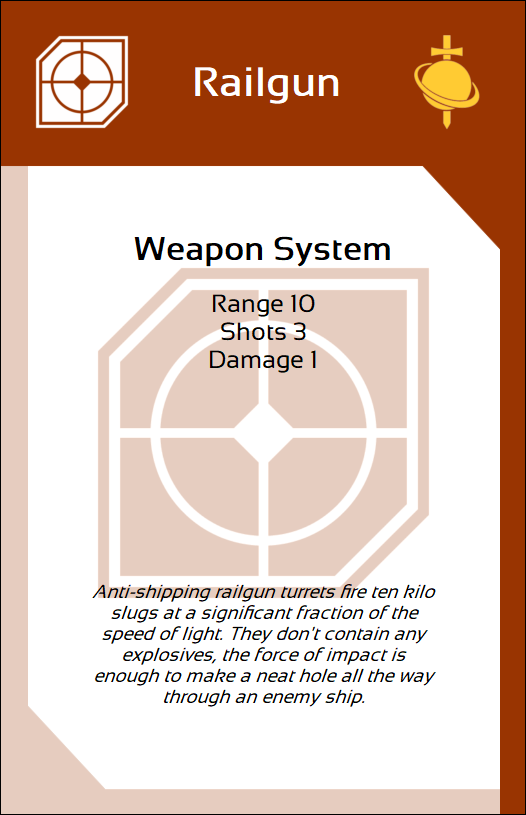 Railgun
Weapon System
Range 10
Shots 3
Damage 1
Anti-shipping railgun turrets fire ten kilo
slugs at a significant fraction of the
speed of light. They don't contain any
explosives, the force of impact is
enough to make a neat hole all the way
through an enemy ship.